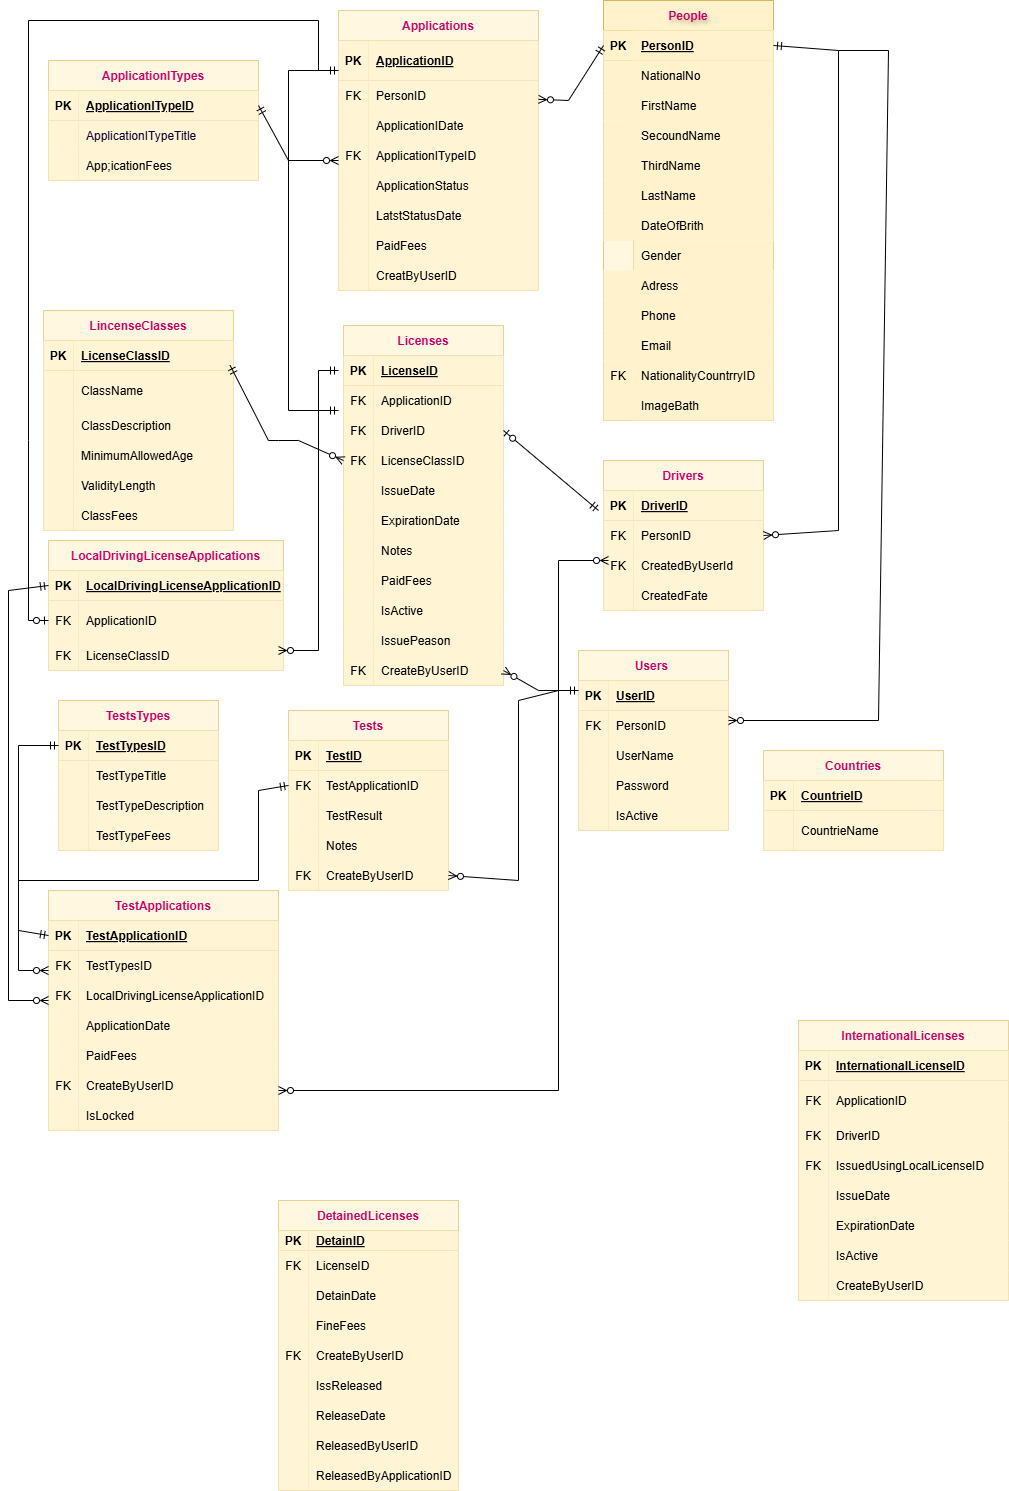 Applications
PK ApplicationID
FK PersonID
ApplicationIDate
FK ApplicationITypeID
ApplicationStatus
LatstStatusDate
PaidFees
CreatByUserID
People
PK PersonID
NationalNo
FirstName
SecoundName
ThirdName
LastName
DateOfBrith
Gender
Adress
Phone
Email
FK NationalityCountrryID
ImageBath
ApplicationITypes
PK ApplicationITypeID
ApplicationITypeTitle
App;icationFees
LincenseClasses
PK LicenseClassID
ClassName
ClassDescription
MinimumAllowedAge
ValidityLength
ClassFees
Licenses
PK LicenseID
FK ApplicationID
FK DriverID
FK LicenseClassID
IssueDate
ExpirationDate
Notes
PaidFees
IsActive
IssuePeason
FK CreateByUserID
Drivers
PK DriverID
FK PersonID
FK CreatedByUserId
CreatedFate
LocalDrivingLicenseApplications
PK LocalDrivingLicenseApplicationID
FK ApplicationID
FK LicenseClassID
Users
PK UserID
FK PersonID
UserName
Password
IsActive
TestsTypes
PK TestTypesID
TestTypeTitle
TestTypeDescription
TestTypeFees
Tests
PK TestID
FK TestApplicationID
TestResult
Notes
FK CreateByUserID
Countries
PK CountrieID
CountrieName
TestApplications
PK TestApplicationID
FK TestTypesID
FK LocalDrivingLicenseApplicationID
ApplicationDate
PaidFees
FK CreateByUserID
IsLocked
InternationalLicenses
PK InternationalLicenseID
FK ApplicationID
FK DriverID
FK IssuedUsingLocalLicenseID
IssueDate
ExpirationDate
IsActive
CreateByUserID
DetainedLicenses
PK DetainID
FK LicenseID
DetainDate
FineFees
FK CreateByUserID
IssReleased
ReleaseDate
ReleasedByUserID
ReleasedByApplicationID